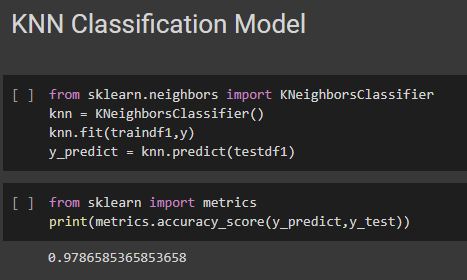 KNN Classification Model
[ ] from sklearn.neighbors import KNeighborsClassifier
knn = KNeighborsClassifier()
knn.fit(traindf1,y)
y_predict = knn.predict(testdf1)
[ ] from sklearn import metrics
print(metrics.accuracy_score(y_predict,y_test))
0.9786585365853658